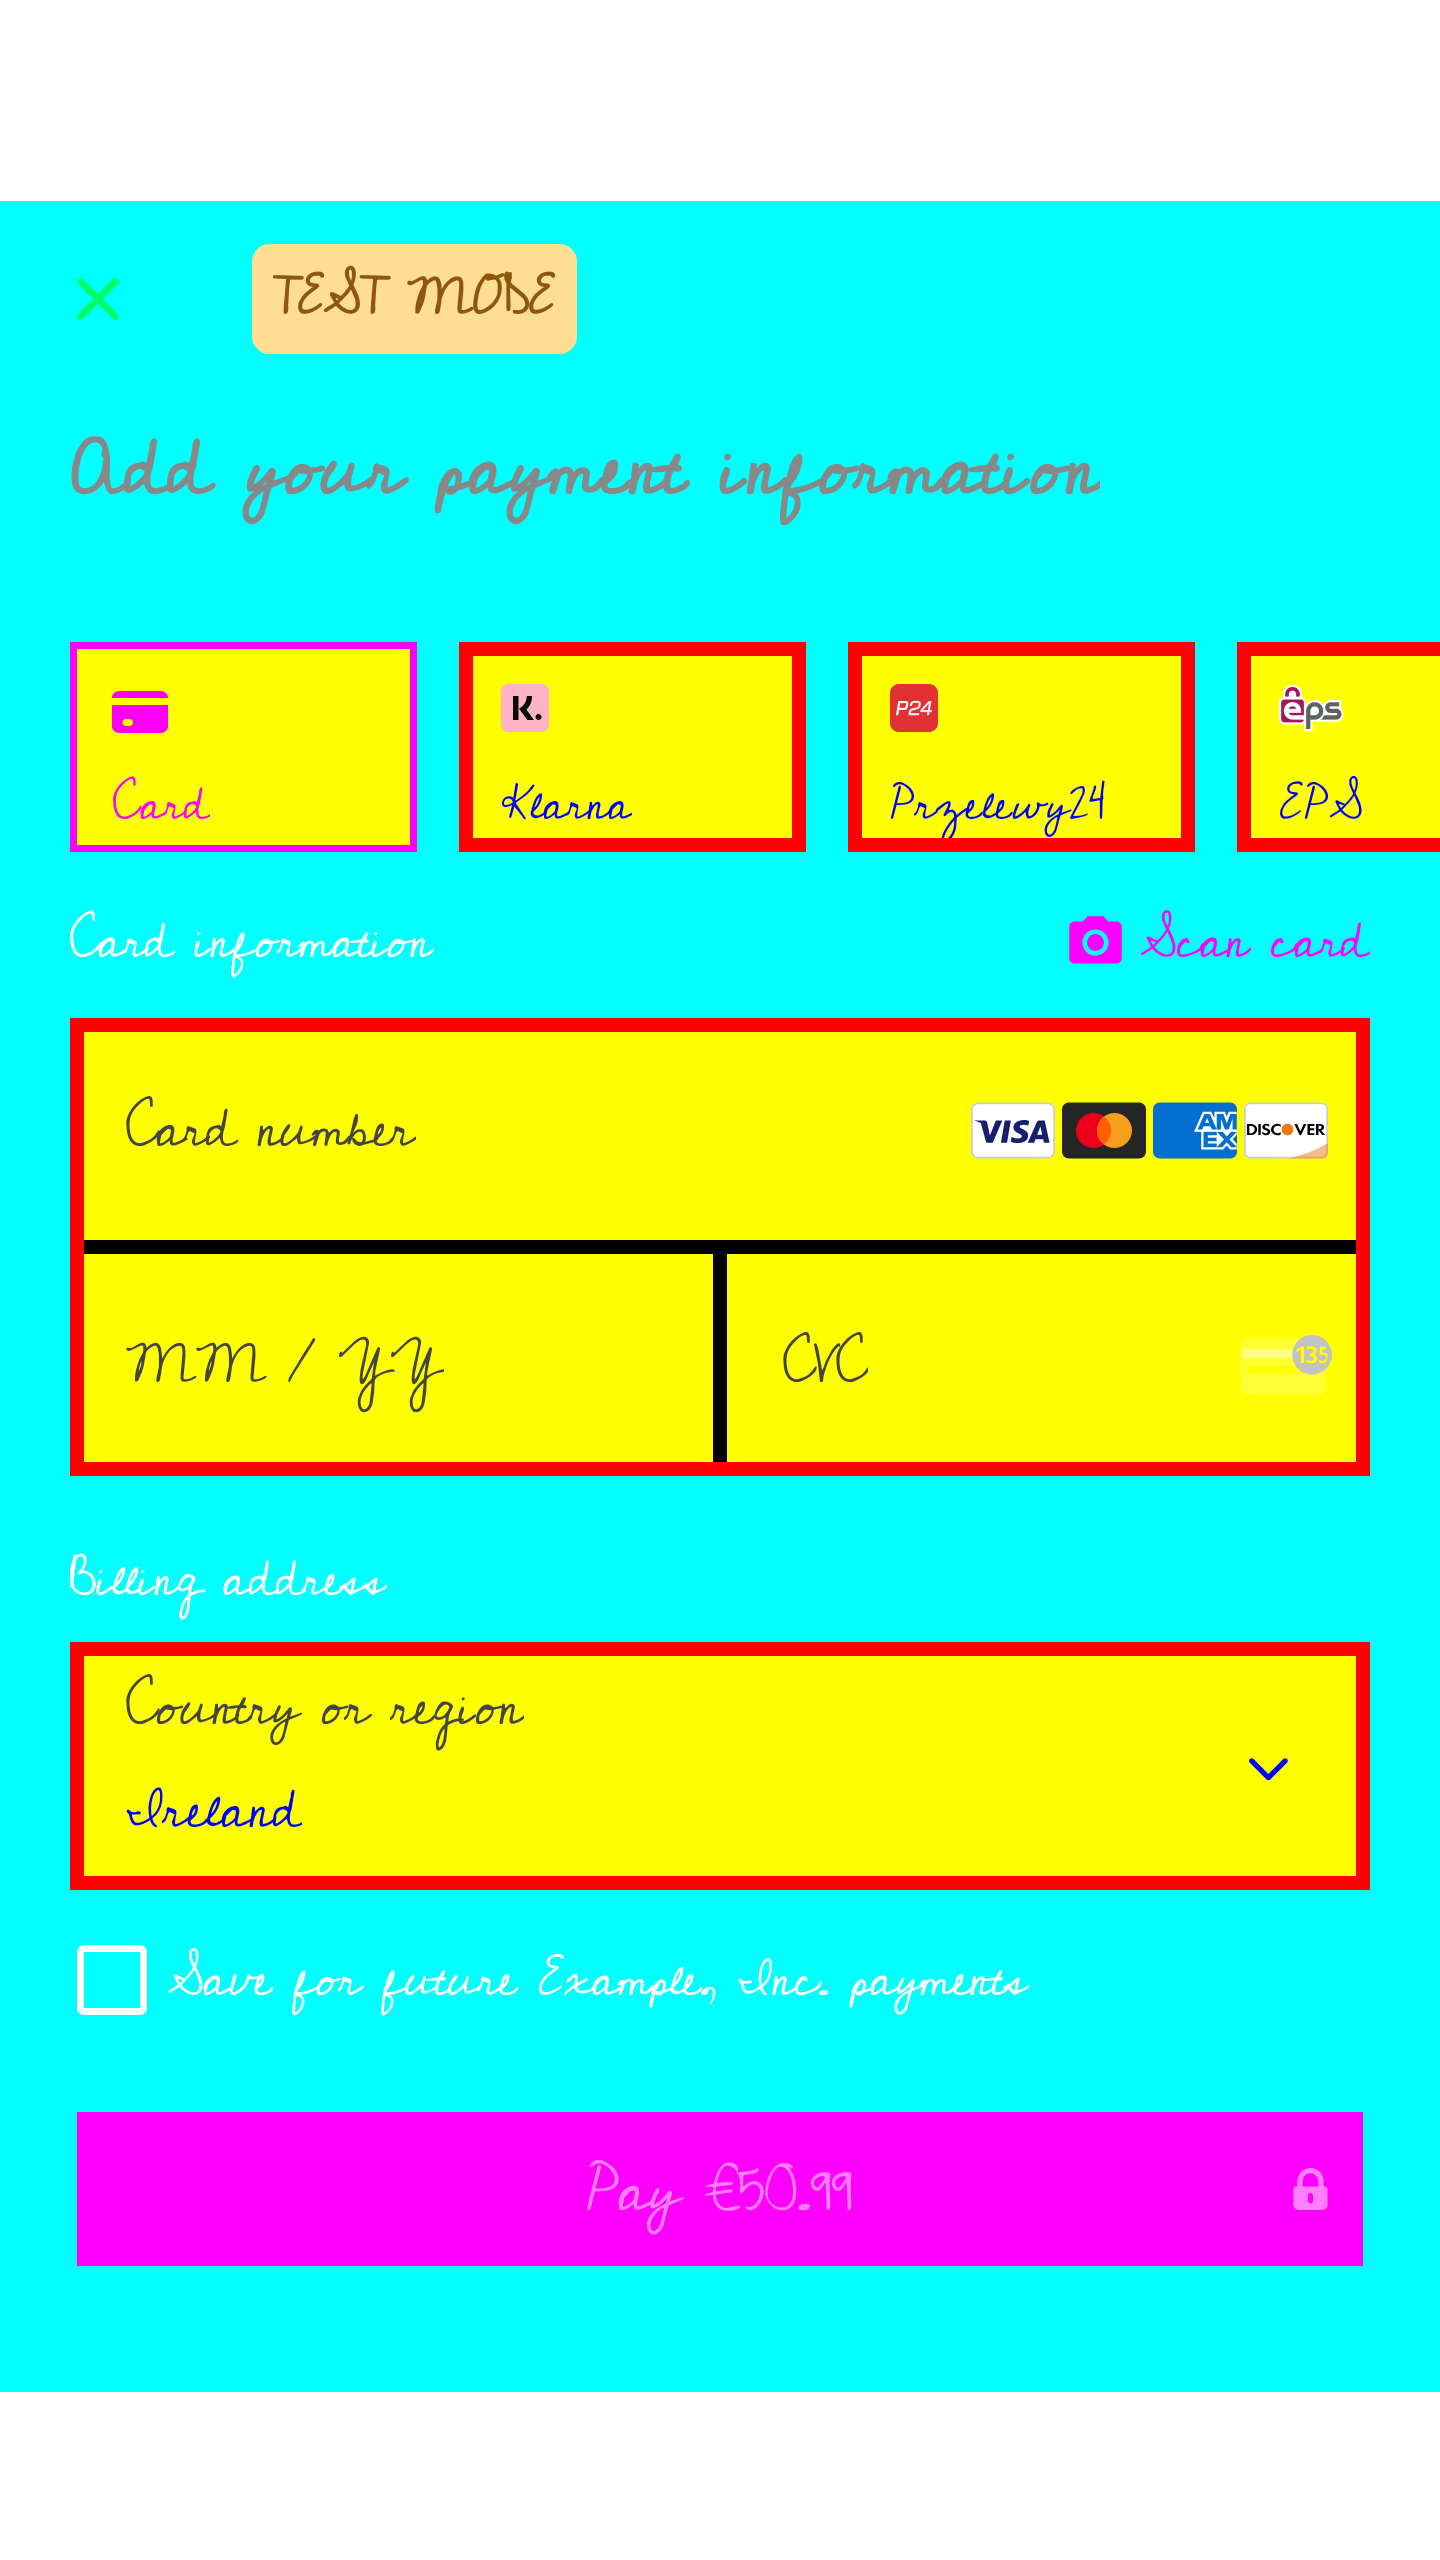 TEST MODE
Add your payment information
K.
P24
eps
Card
Klarna
Przelewy24
EPS
Card information
Scan card
Card number
VISA
AM
EX
DISCOVER
MM / YY
CVC
135
Billing address
Country or region
Ireland
Save for future Example, Inc. payments
Pay €50.99